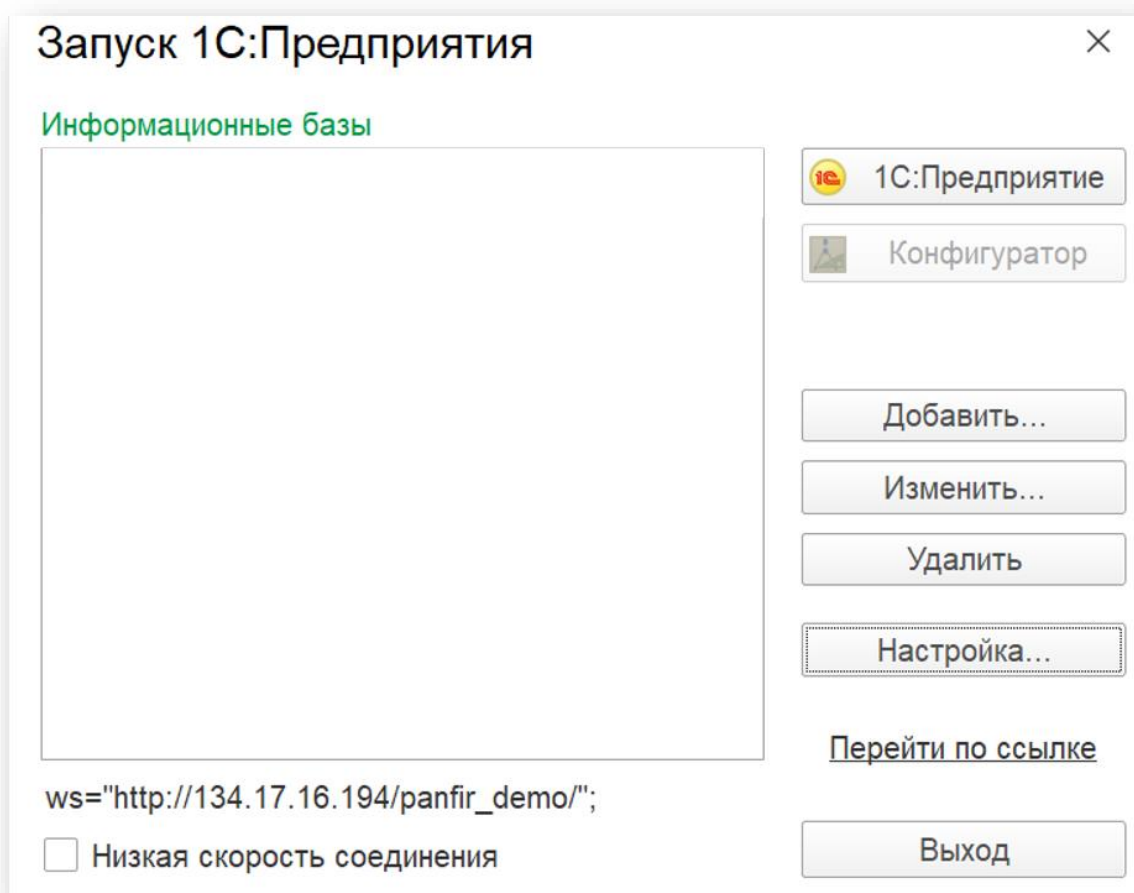 Запуск 1С:Предприятия
Информационные базы
1С:Предприятие
Конфигуратор
Добавить...
Изменить...
Удалить
Настройка...
Перейти по ссылке
ws="http://134.17.16.194/panfir_demo/";
Низкая скорость соединения
Выход